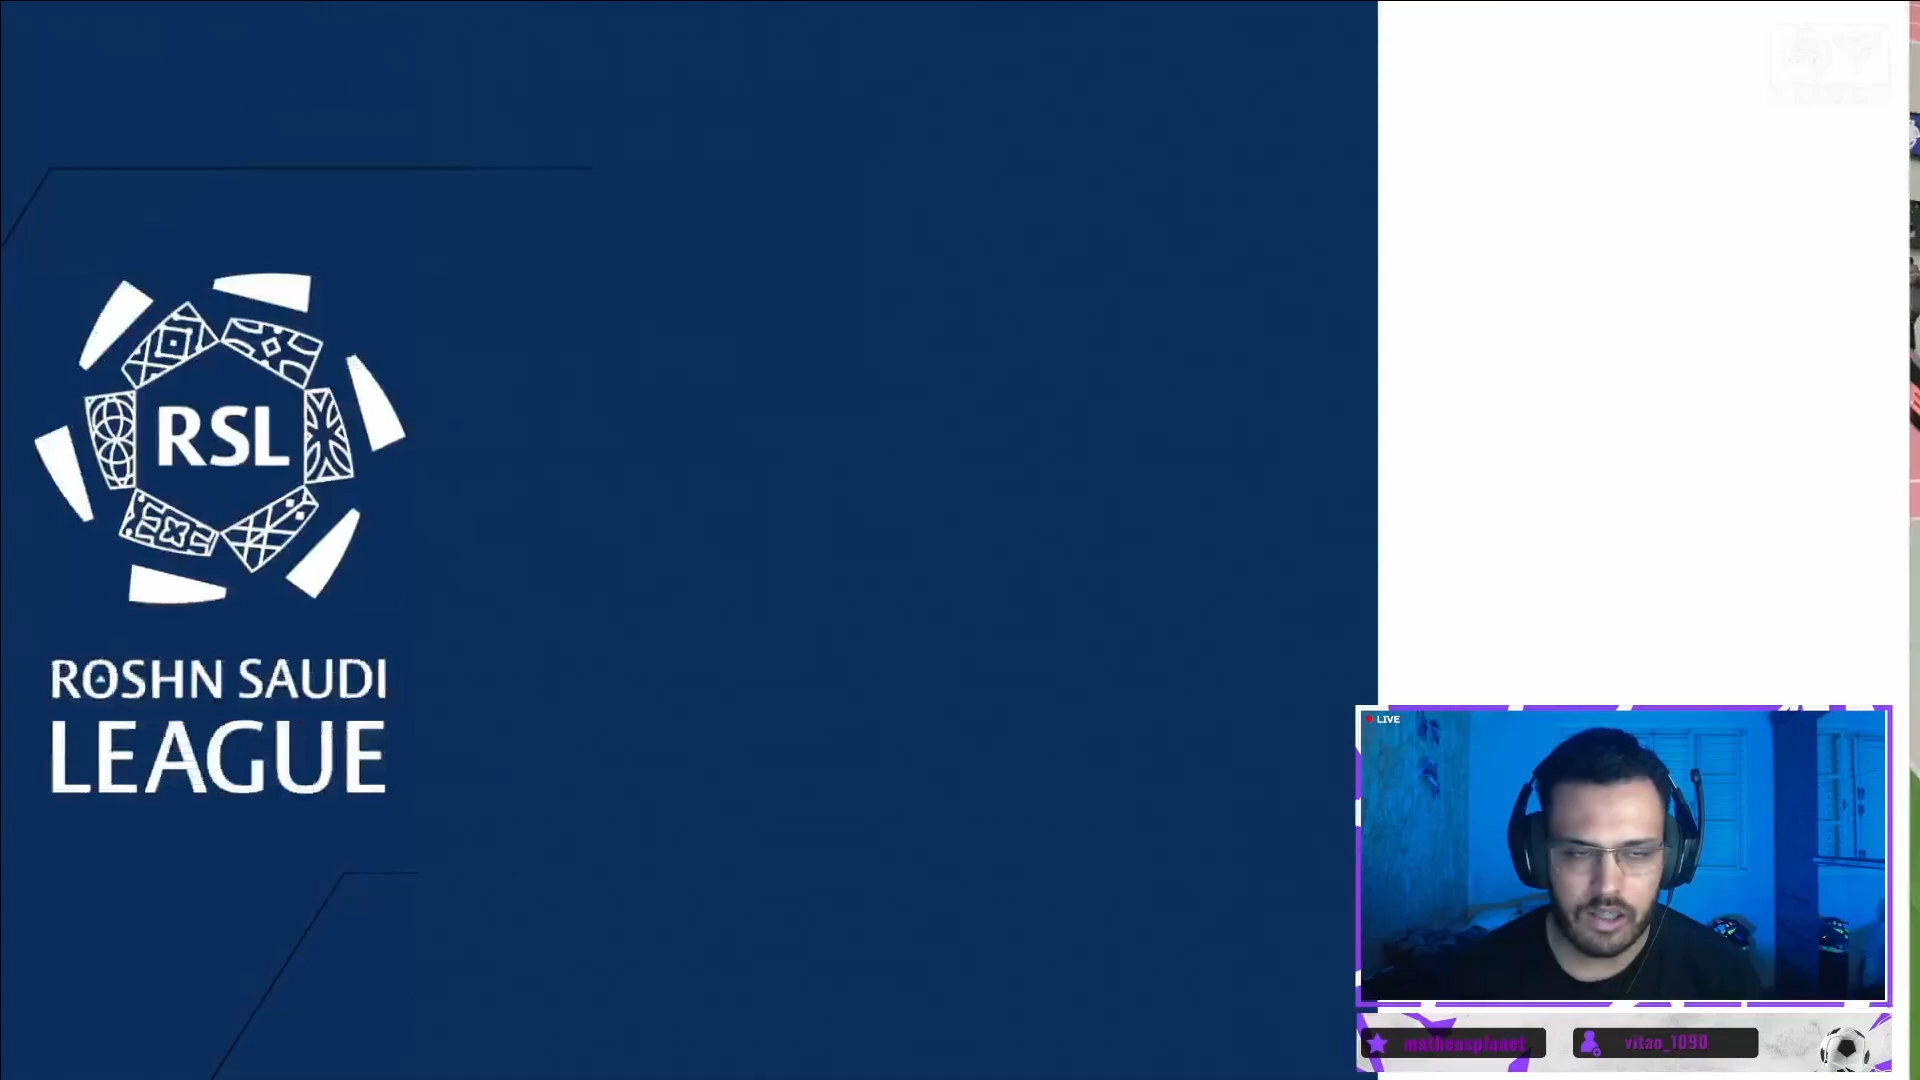 RSL
ROSHN SAUDI
LEAGUE
LIVE
matheusplanet
vitao_1090